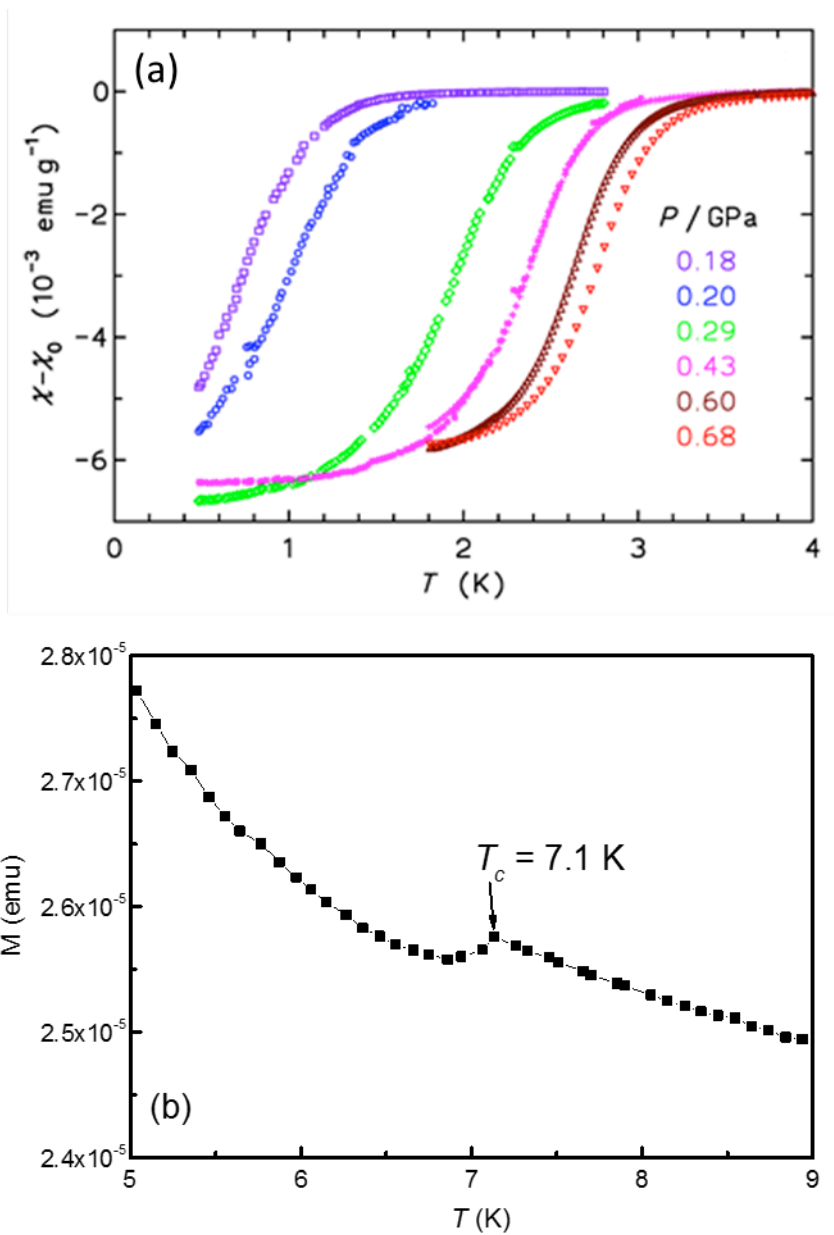 (a)
χ–χ₀ (10⁻³ emu g⁻¹)
0
−2
−4
−6
P / GPa
0.18
0.20
0.29
0.43
0.60
0.68
0 1 2 3 4
T (K)
2.8x10⁻⁵
2.7x10⁻⁵
2.6x10⁻⁵
2.5x10⁻⁵
2.4x10⁻⁵
M (emu)
T_c = 7.1 K
(b)
5 6 7 8 9
T (K)